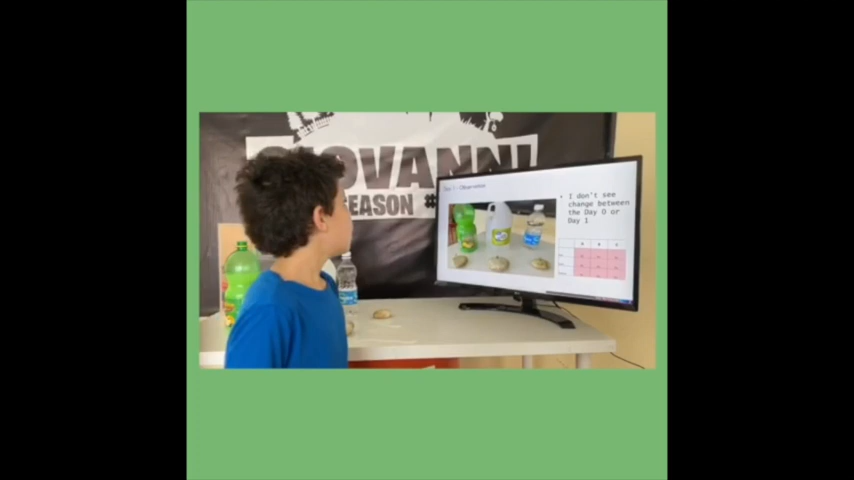 GIOVANNI
SEASON #
Day 1 - Observation
• I don't see
change between
the Day 0 or
Day 1